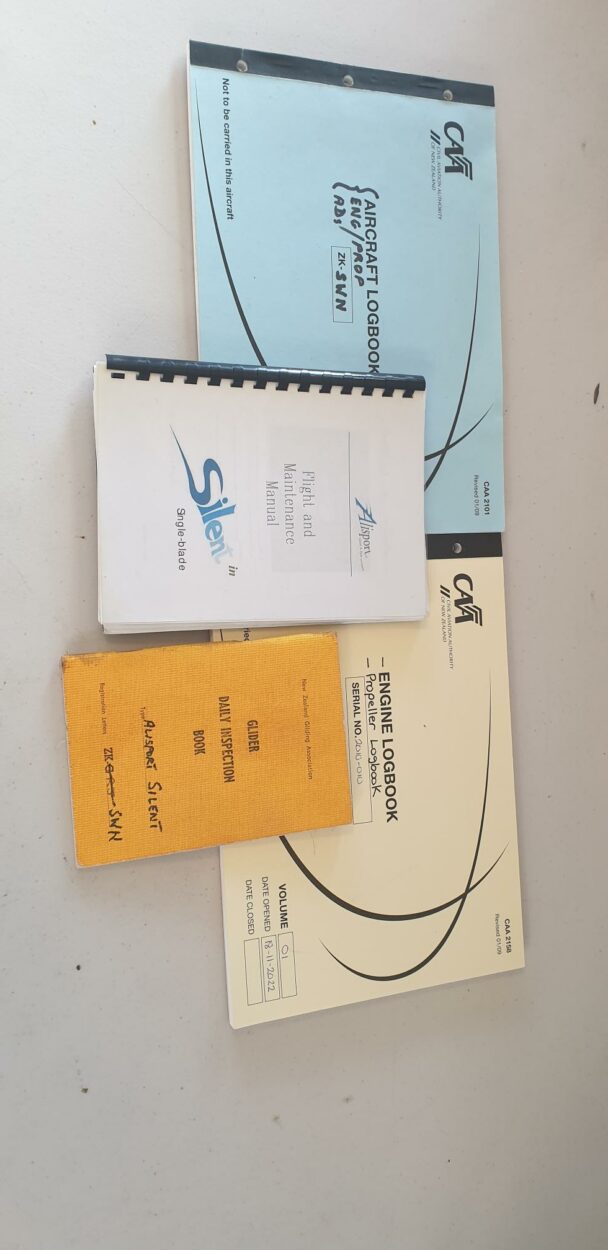 CAA
CIVIL AVIATION AUTHORITY
OF NEW ZEALAND
CAA 2101
Revised 01/09
AIRCRAFT LOGBOOK
ENG/PROP
ADs
ZK-SWN
Not to be carried in this aircraft
Alisport
Flight and
Maintenance
Manual
Silent in
Sngle-blade
CAA
CIVIL AVIATION AUTHORITY
OF NEW ZEALAND
CAA 2158
Revised 01/09
- ENGINE LOGBOOK
- Propeller Logbook
SERIAL NO.
VOLUME 01
DATE OPENED 18-11-2022
DATE CLOSED
New Zealand Gliding Association
GLIDER
DAILY INSPECTION
BOOK
Type ALISPORT SILENT
Registration Letters ZK SWN